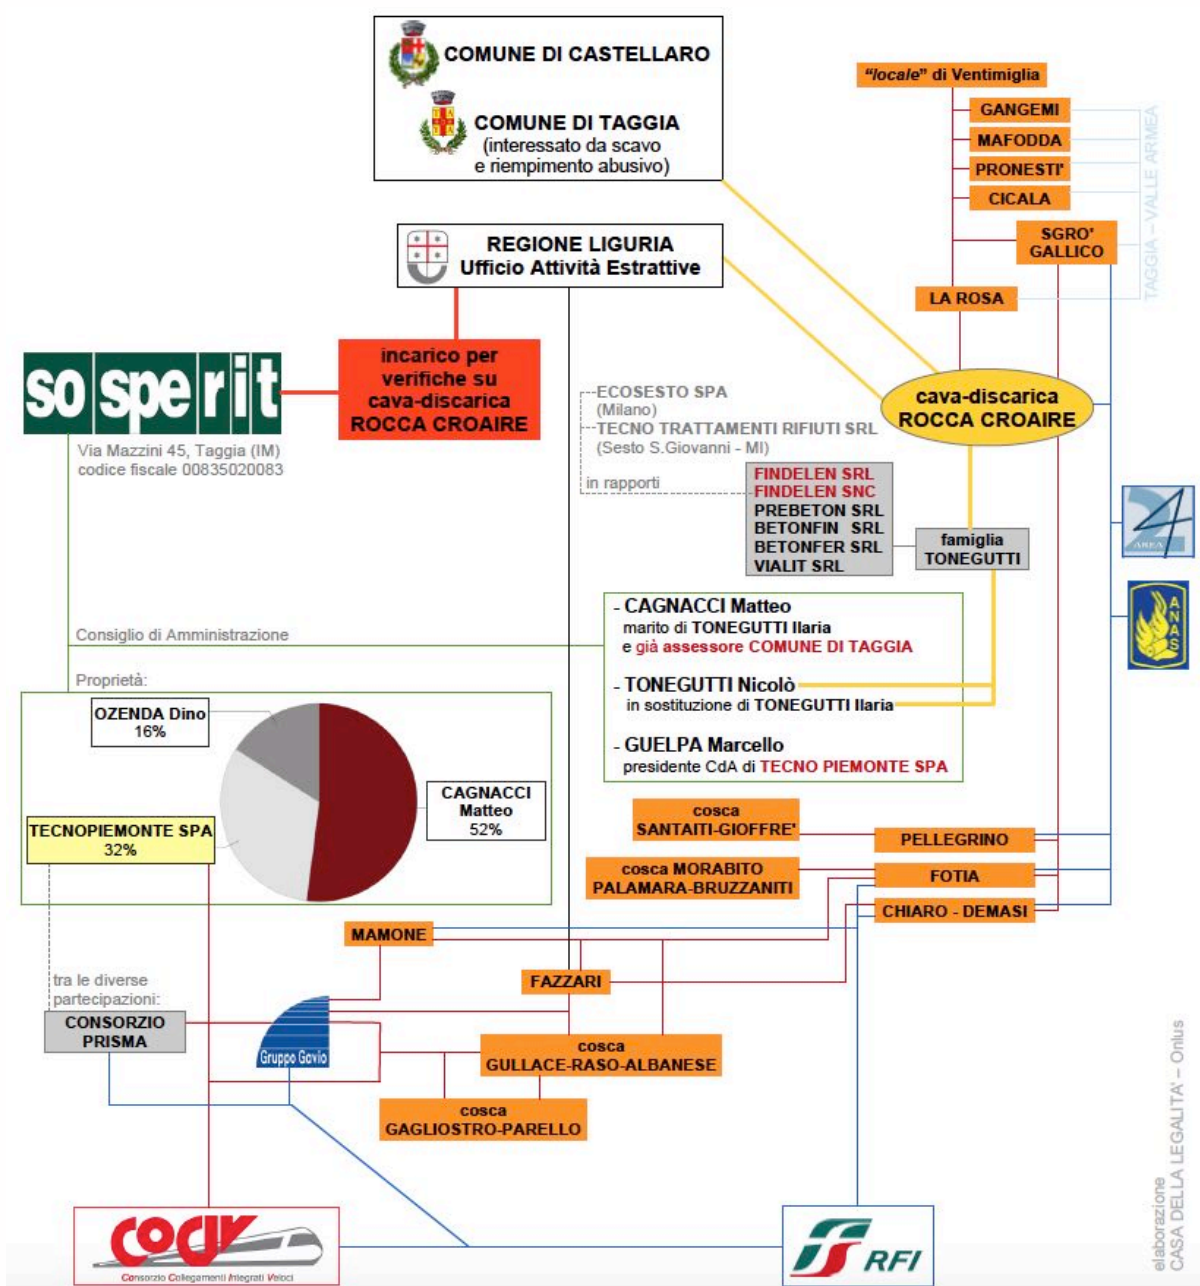 COMUNE DI CASTELLARO
COMUNE DI TAGGIA
(interessato da scavo
e riempimento abusivo)
"locale" di Ventimiglia
GANGEMI
MAFODDA
PRONESTI'
CICALA
SGRO'
GALLICO
LA ROSA
TAGGIA – VALLE ARMEA
REGIONE LIGURIA
Ufficio Attività Estrattive
so sperit
Via Mazzini 45, Taggia (IM)
codice fiscale 00835020083
incarico per
verifiche su
cava-discarica
ROCCA CROAIRE
cava-discarica
ROCCA CROAIRE
ECOSESTO SPA
(Milano)
TECNO TRATTAMENTI RIFIUTI SRL
(Sesto S.Giovanni - MI)
in rapporti
FINDELEN SRL
FINDELEN SNC
PREBETON SRL
BETONFIN SRL
BETONFER SRL
VIALIT SRL
famiglia
TONEGUTTI
24
AREA
ANAS
Consiglio di Amministrazione
- CAGNACCI Matteo
marito di TONEGUTTI Ilaria
e già assessore COMUNE DI TAGGIA
- TONEGUTTI Nicolò
in sostituzione di TONEGUTTI Ilaria
- GUELPA Marcello
presidente CdA di TECNO PIEMONTE SPA
Proprietà:
OZENDA Dino
16%
CAGNACCI
Matteo
52%
TECNOPIEMONTE SPA
32%
cosca
SANTAITI-GIOFFRE'
PELLEGRINO
cosca MORABITO
PALAMARA-BRUZZANITI
FOTIA
CHIARO - DEMASI
MAMONE
FAZZARI
tra le diverse
partecipazioni:
CONSORZIO
PRISMA
Gruppo Gavio
cosca
GULLACE-RASO-ALBANESE
cosca
GAGLIOSTRO-PARELLO
COCIV
Consorzio Collegamenti Integrati Veloci
RFI
elaborazione
CASA DELLA LEGALITA' – Onlus